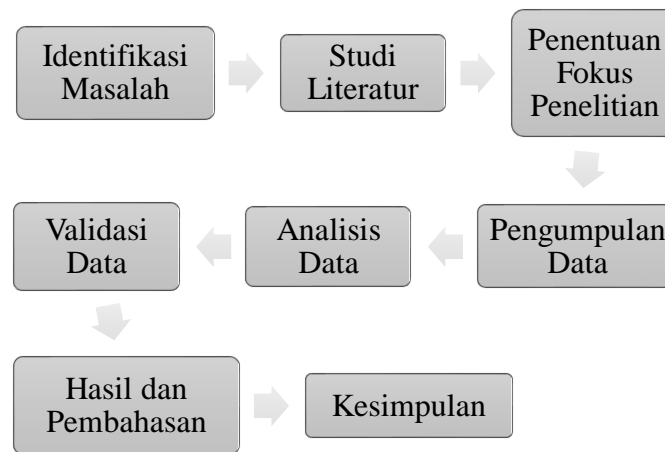 Identifikasi
Masalah
Studi
Literatur
Penentuan
Fokus
Penelitian
Pengumpulan
Data
Analisis
Data
Validasi
Data
Hasil dan
Pembahasan
Kesimpulan